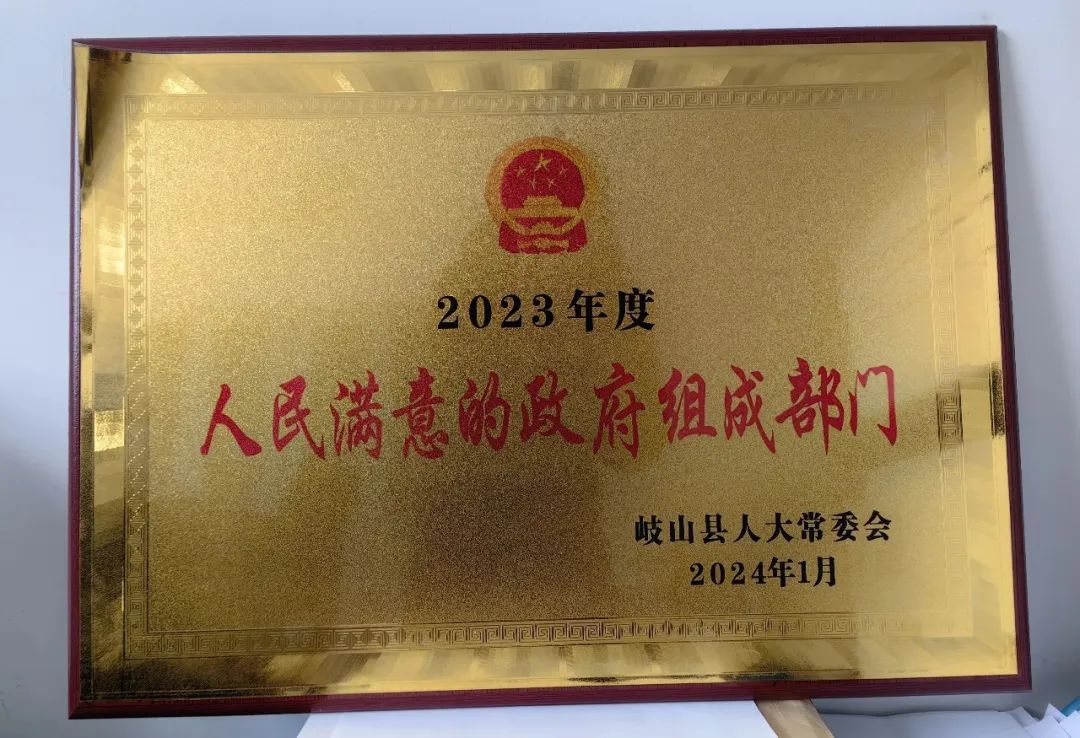 2023年度
人民满意的政府组成部门
岐山县人大常委会
2024年1月